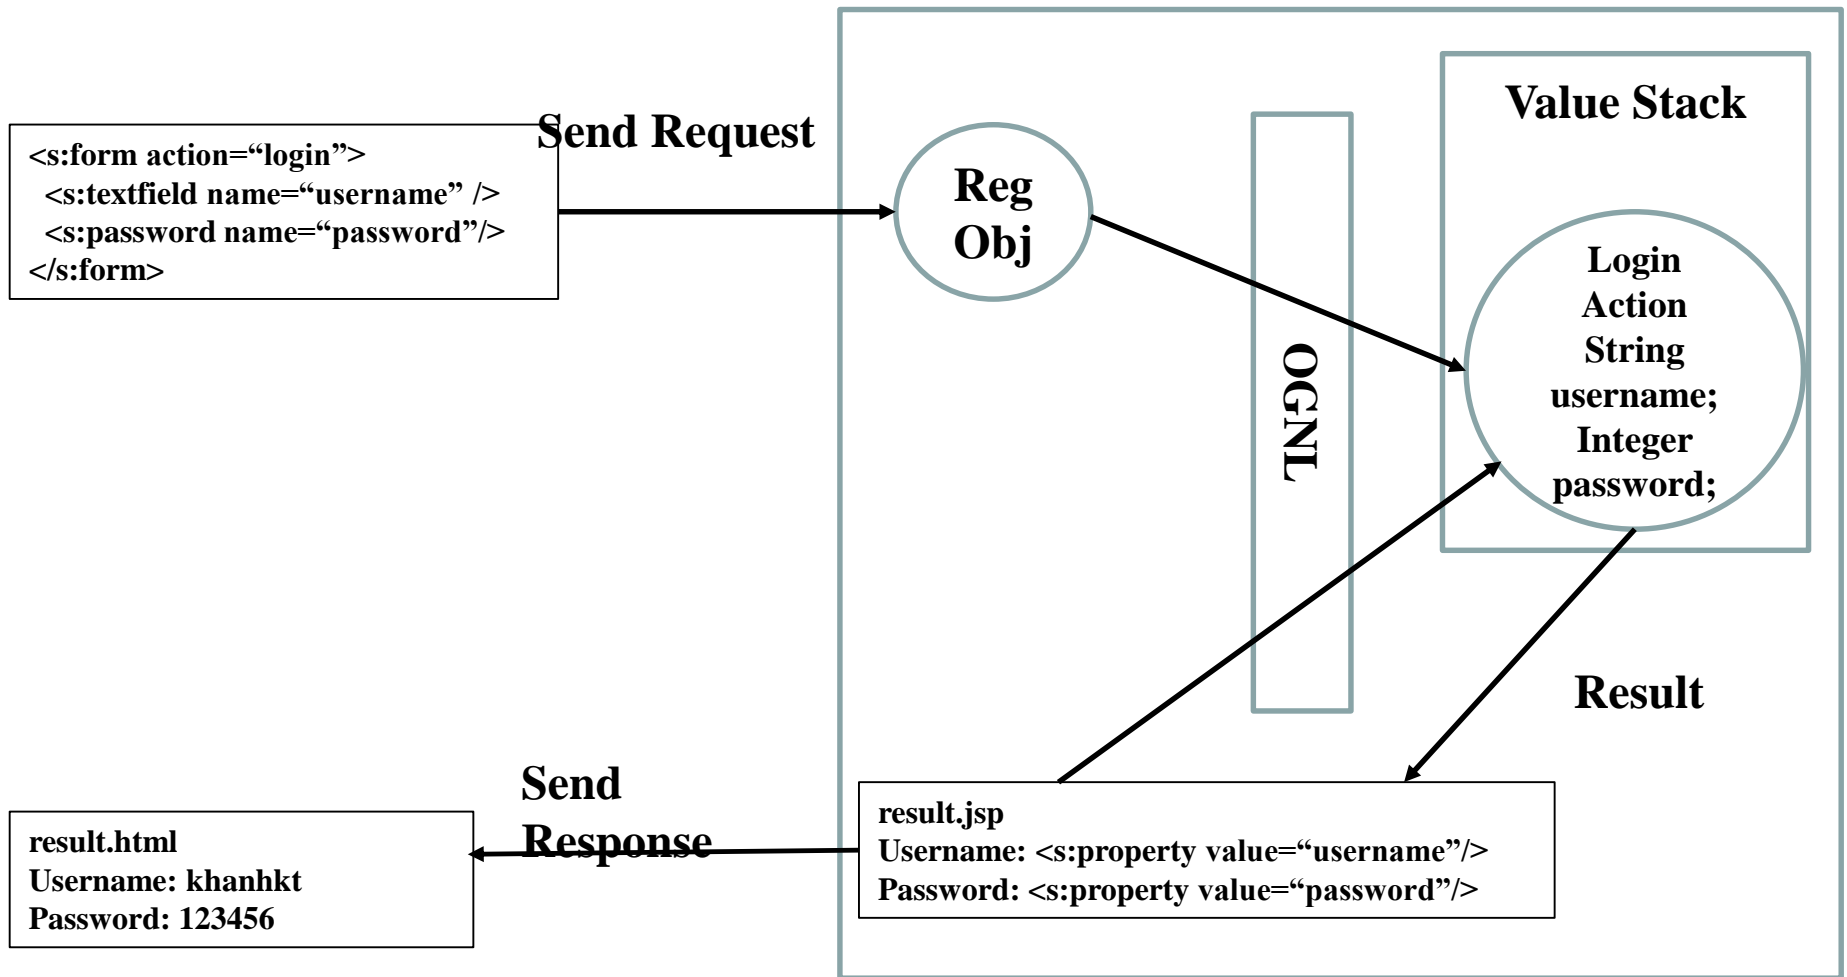 <s:form action=“login”>
<s:textfield name=“username” />
<s:password name=“password”/>
</s:form>
Send Request
Reg
Obj
OGNL
Value Stack
Login
Action
String
username;
Integer
password;
Result
result.jsp
Username: <s:property value=“username”/>
Password: <s:property value=“password”/>
Send
Response
result.html
Username: khanhkt
Password: 123456